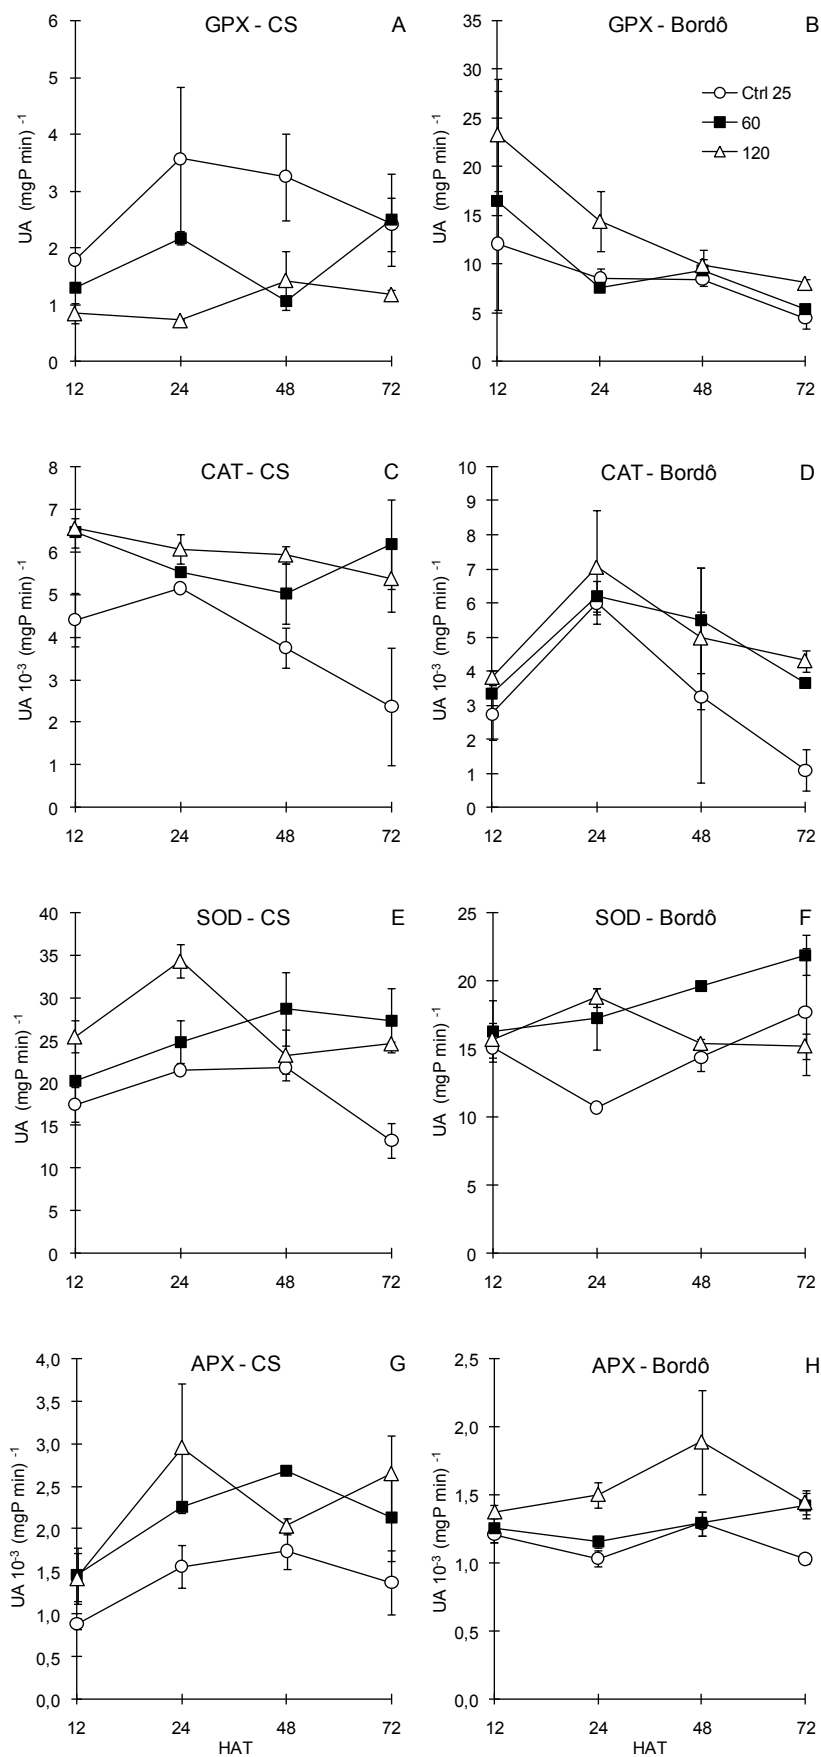 GPX - CS
A
6
5
4
3
2
1
0
UA (mgP min) -1
12 24 48 72
GPX - Bordô
B
35
30
25
20
15
10
5
0
UA (mgP min) -1
Ctrl 25
60
120
12 24 48 72
CAT - CS
C
8
7
6
5
4
3
2
1
0
UA 10-3 (mgP min) -1
12 24 48 72
CAT - Bordô
D
10
9
8
7
6
5
4
3
2
1
0
UA 10-3 (mgP min) -1
12 24 48 72
SOD - CS
E
40
35
30
25
20
15
10
5
0
UA (mgP min) -1
12 24 48 72
SOD - Bordô
F
25
20
15
10
5
0
UA (mgP min) -1
12 24 48 72
APX - CS
G
4,0
3,5
3,0
2,5
2,0
1,5
1,0
0,5
0,0
UA 10-3 (mgP min) -1
12 24 48 72
HAT
APX - Bordô
H
2,5
2,0
1,5
1,0
0,5
0,0
UA 10-3 (mgP min) -1
12 24 48 72
HAT